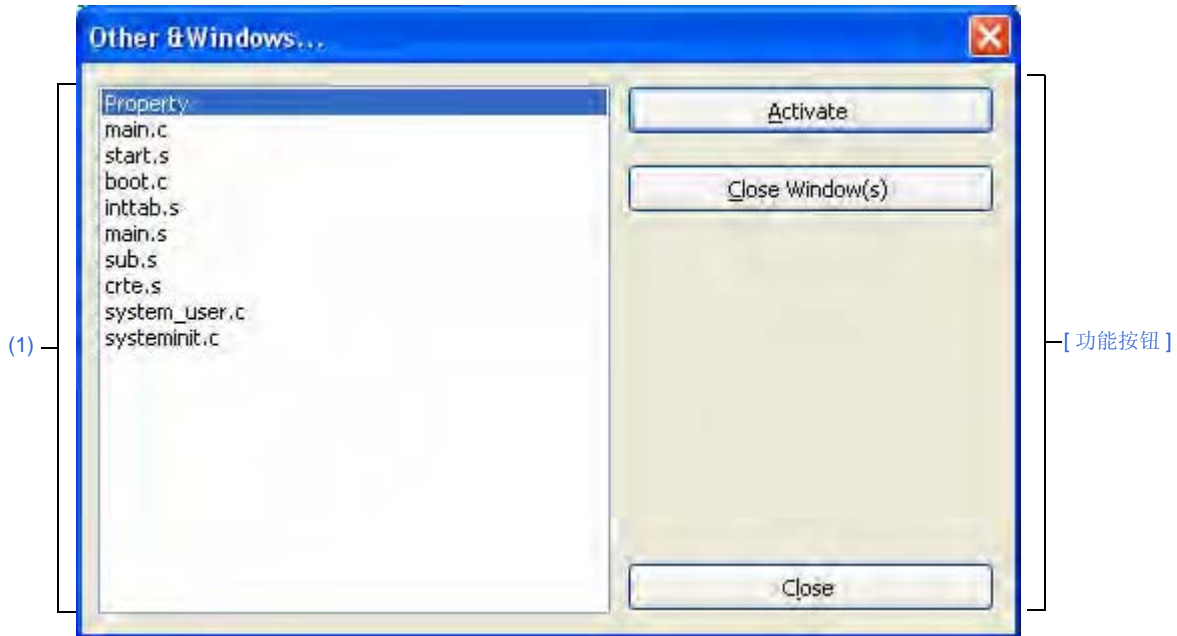 Other &Windows...
Property
main.c
start.s
boot.c
inttab.s
main.s
sub.s
crte.s
system_user.c
systeminit.c
Activate
Close Window(s)
Close
(1)
[ 功能按钮 ]